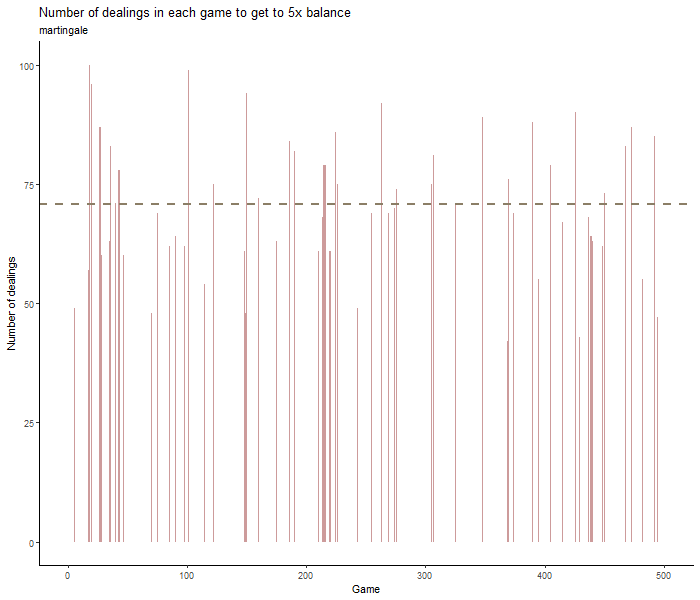 Number of dealings in each game to get to 5x balance
martingale
100
75
50
25
0
Number of dealings
0 100 200 300 400 500
Game